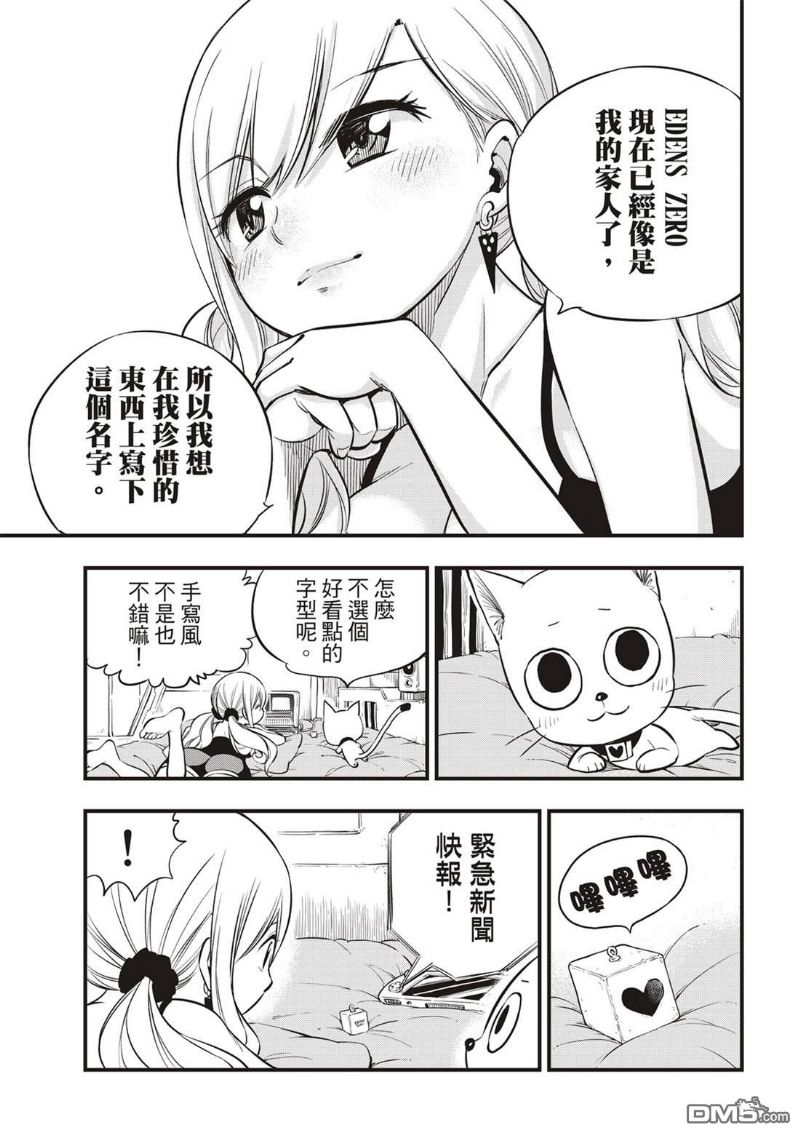 EDENS ZERO
現在已經像是
我的家人了，
所以我想
在我珍惜的
東西上寫下
這個名字。
怎麼
不選個
好看點的
字型呢。
手寫風
不是也
不錯嘛！
嗶嗶嗶
緊急新聞
快報！
！
DM5.com